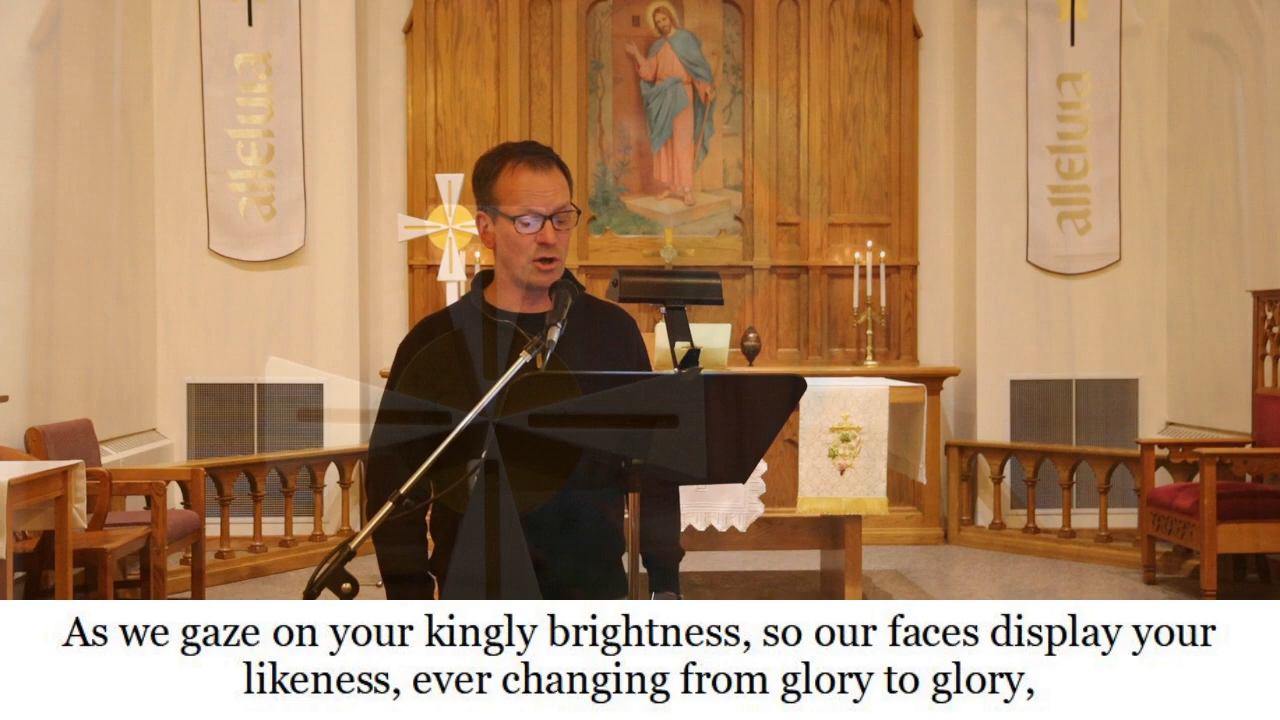 alleluia
alleluia
As we gaze on your kingly brightness, so our faces display your
likeness, ever changing from glory to glory,